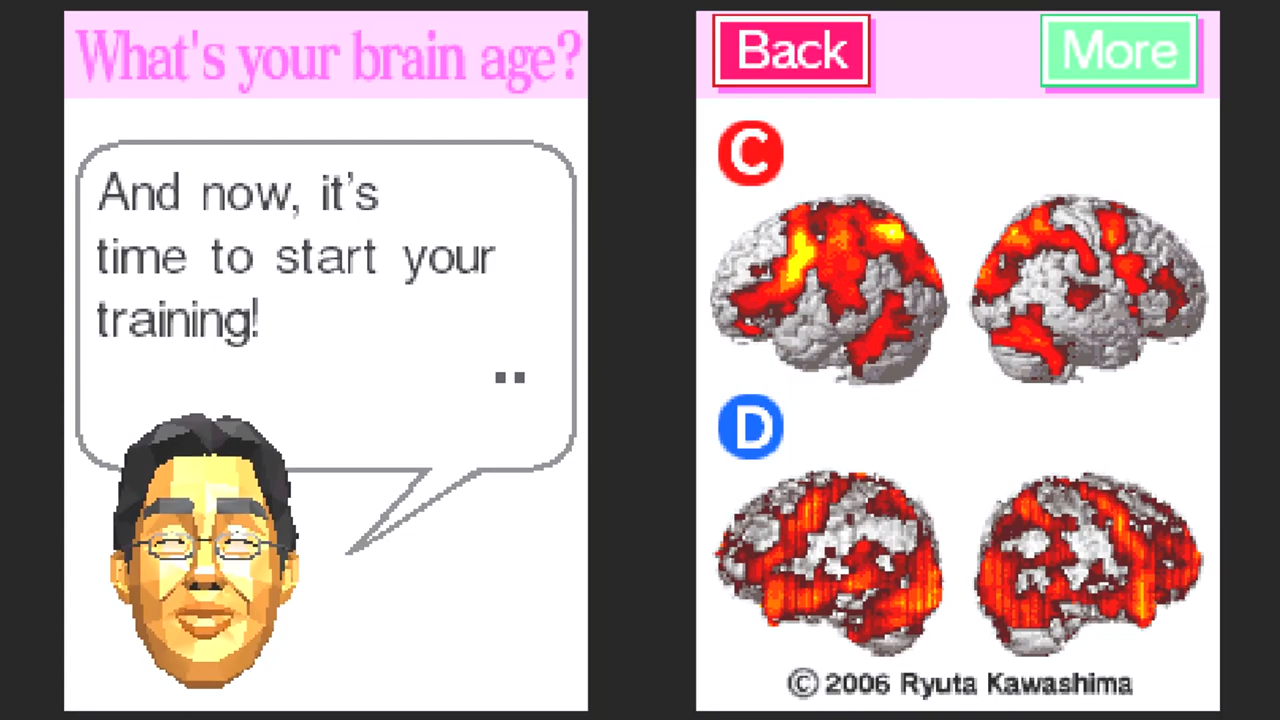 What's your brain age?
And now, it's
time to start your
training!
Back
More
C
D
© 2006 Ryuta Kawashima